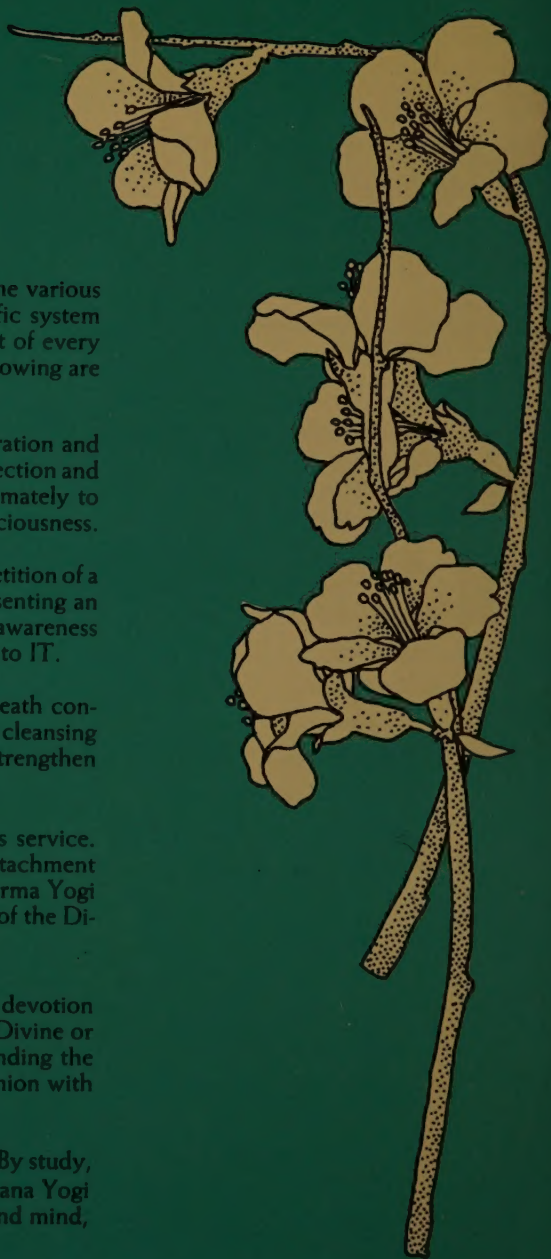 ne various
fic system
t of every
owing are
ration and
ection and
mately to
ciousness.
etition of a
senting an
awareness
to IT.
eath con-
cleansing
trengthen
s service.
tachment
rma Yogi
of the Di-
devotion
Divine or
nding the
nion with
By study,
ana Yogi
nd mind,